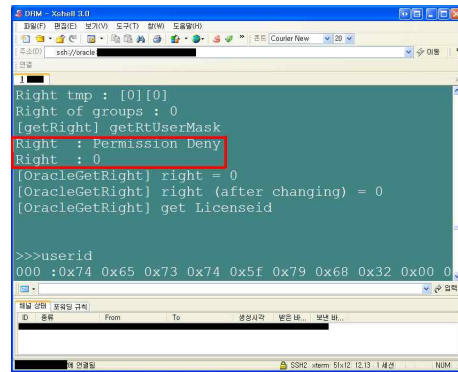 DRM - Xshell 3.0
파일(F) 편집(E) 보기(V) 도구(T) 창(W) 도움말(H)
폰트 Courier New 20
주소(D) ssh://oracle
이동
연결
1
Right tmp : [0][0]
Right of groups : 0
[getRight] getRtUserMask
Right : Permission Deny
Right : 0
[OracleGetRight] right = 0
[OracleGetRight] right (after changing) = 0
[OracleGetRight] get Licenseid
>>>userid
000 :0x74 0x65 0x73 0x74 0x5f 0x79 0x68 0x32 0x00 0
입력
채널 상태 포워딩 규칙
ID 종류 From To 생성시각 받은 바... 보낸 바...
에 연결됨 SSH2 xterm 51x12 12,13 1 세션 NUM